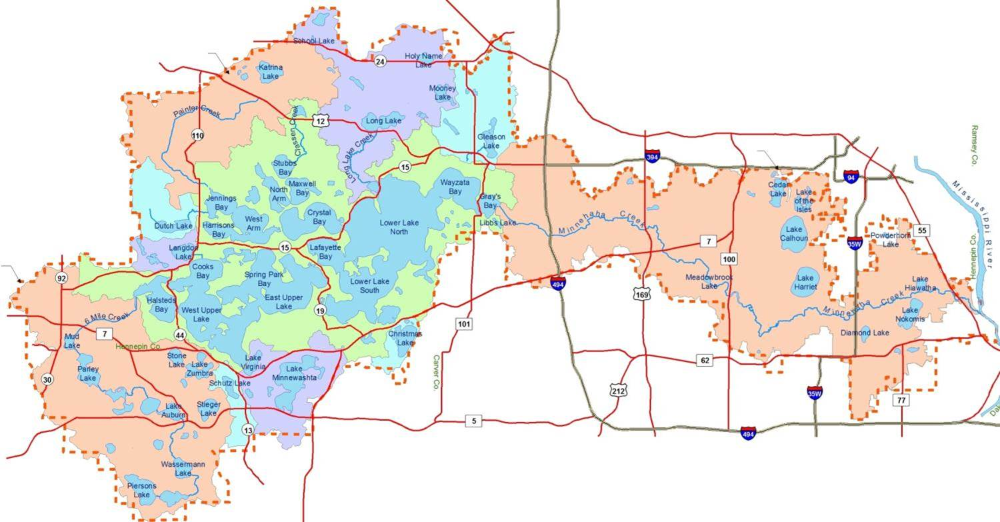 School Lake
24
Holy Name
Lake
Katrina
Lake
Mooney
Lake
Painter Creek
Classen Creek
12
Long Lake
110
Gleason
Lake
Long Lake Creek
Ramsey Co.
394
Stubbs
Bay
15
94
Maxwell
Bay
North
Arm
Wayzata
Bay
Cedar
Lake
Lake
of the
Isles
Mississippi River
Jennings
Bay
Gray's
Bay
West
Arm
Crystal
Bay
Lower Lake
North
Minnehaha Creek
Dutch Lake
Harrisons
Bay
Libbs Lake
Lake
Calhoun
55
Powderhorn
Lake
7
35W
Langdon
Lake
15
Lafayette
Bay
100
Hennepin Co.
92
Cooks
Bay
Spring Park
Bay
Lower Lake
South
494
Meadowbrook
Lake
Lake
Harriet
Lake
Hiawatha
169
Halsteds
Bay
East Upper
Lake
West Upper
Lake
19
Minnehaha Creek
Lake
Nokomis
6 Mile Creek
7
44
101
Christmas
Lake
Diamond Lake
Mud
Lake
Hennepin Co.
Stone
Lake
Lake
Zumbra
Lake
Virginia
Lake
Minnewashta
62
Parley
Lake
Carver Co.
30
Schutz Lake
212
35W
77
Lake
Auburn
Stieger
Lake
13
5
494
Wassermann
Lake
Piersons
Lake